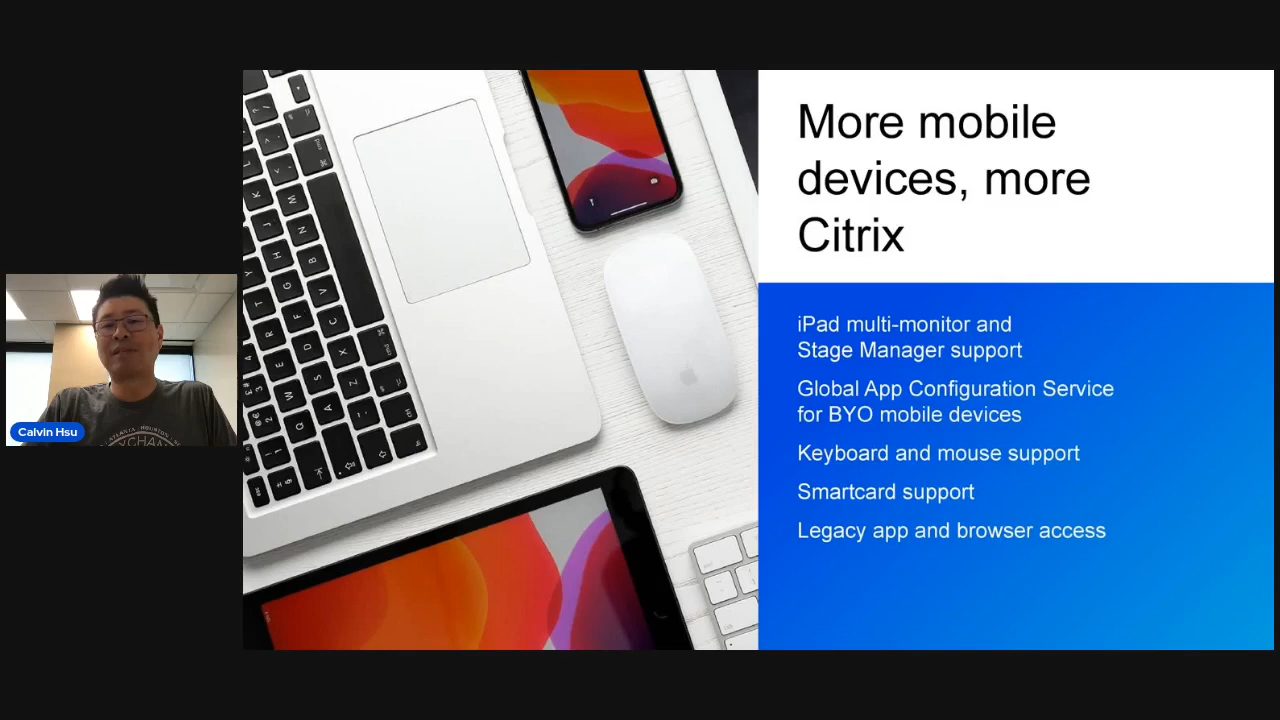 More mobile
devices, more
Citrix
iPad multi-monitor and
Stage Manager support
Global App Configuration Service
for BYO mobile devices
Keyboard and mouse support
Smartcard support
Legacy app and browser access
Calvin Hsu